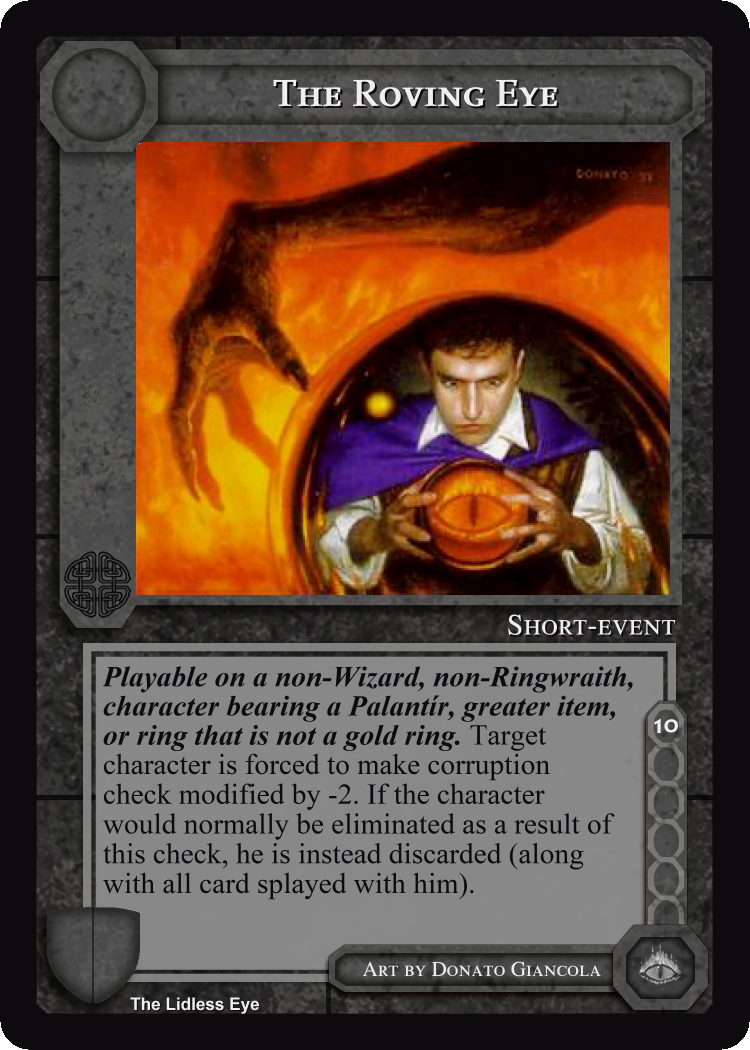 The Roving Eye
DONATO
Short-event
Playable on a non-Wizard, non-Ringwraith,
character bearing a Palantír, greater item,
or ring that is not a gold ring. Target
character is forced to make corruption
check modified by -2. If the character
would normally be eliminated as a result of
this check, he is instead discarded (along
with all card splayed with him).
10
Art by Donato Giancola
The Lidless Eye